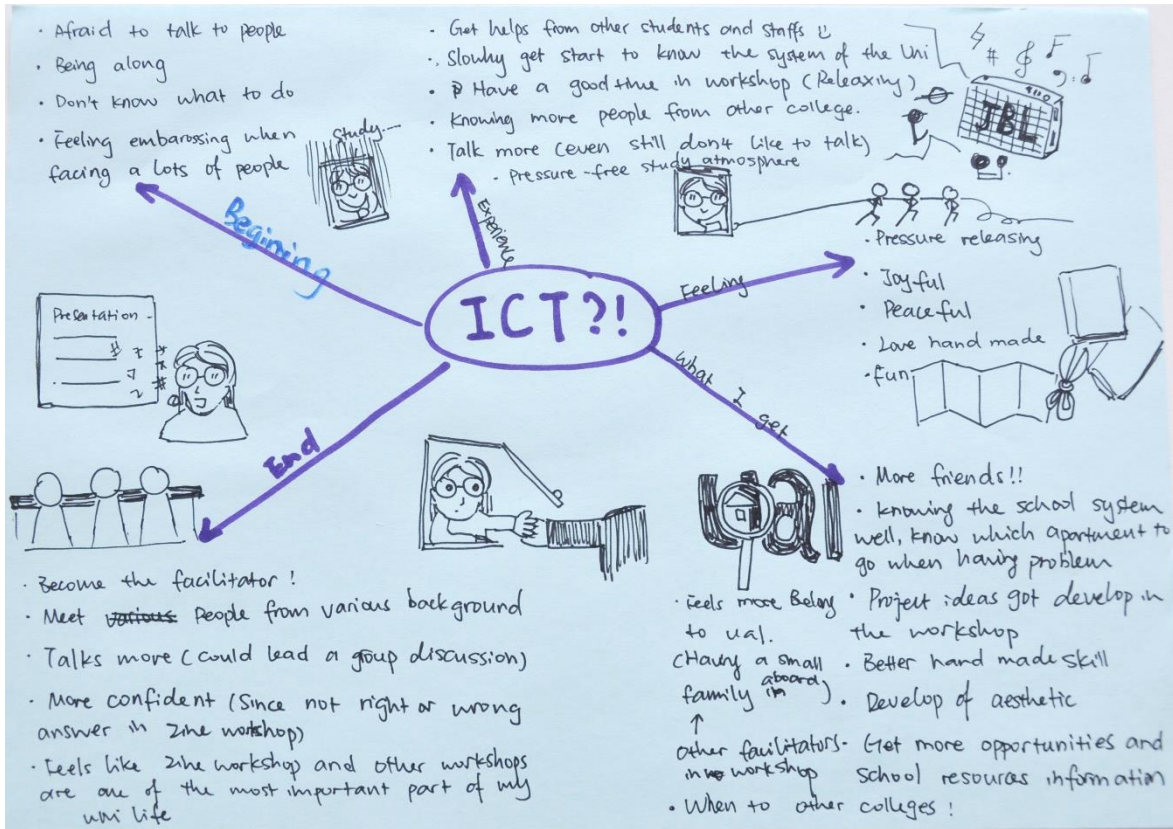 · Afraid to talk to people
· Being along
· Don't know what to do
· Feeling embarossing when
facing a lots of people
Begining
· Get helps from other students and staffs
· Slowly get start to know the system of the Uni
· Have a good time in workshop (Releaxing)
· Knowing more people from other college.
· Talk more (even still don't like to talk)
· Pressure-free study atmosphere
Experience
Study....
JBL
ICT?!
Feeling
· Pressure releasing
· Joyful
· Peaceful
· Love hand made
· fun
Presentation
What I get
ual
· More friends!!
· Knowing the school system
well, know which apartment to
go when having problem
· Project ideas got develop in
the workshop
· Better hand made skill
· Develop of aesthetic
· Get more opportunities and
school resources information
· Feels more Belong
to ual.
(Having a small
family aboard)
↑
other facilitators
in workshop
· When to other colleges!
End
· Become the facilitator!
· Meet various People from various background
· Talks more (could lead a group discussion)
· More confident (Since not right or wrong
answer in zine workshop)
· Feels like zine workshop and other workshops
are one of the most important part of my
uni life